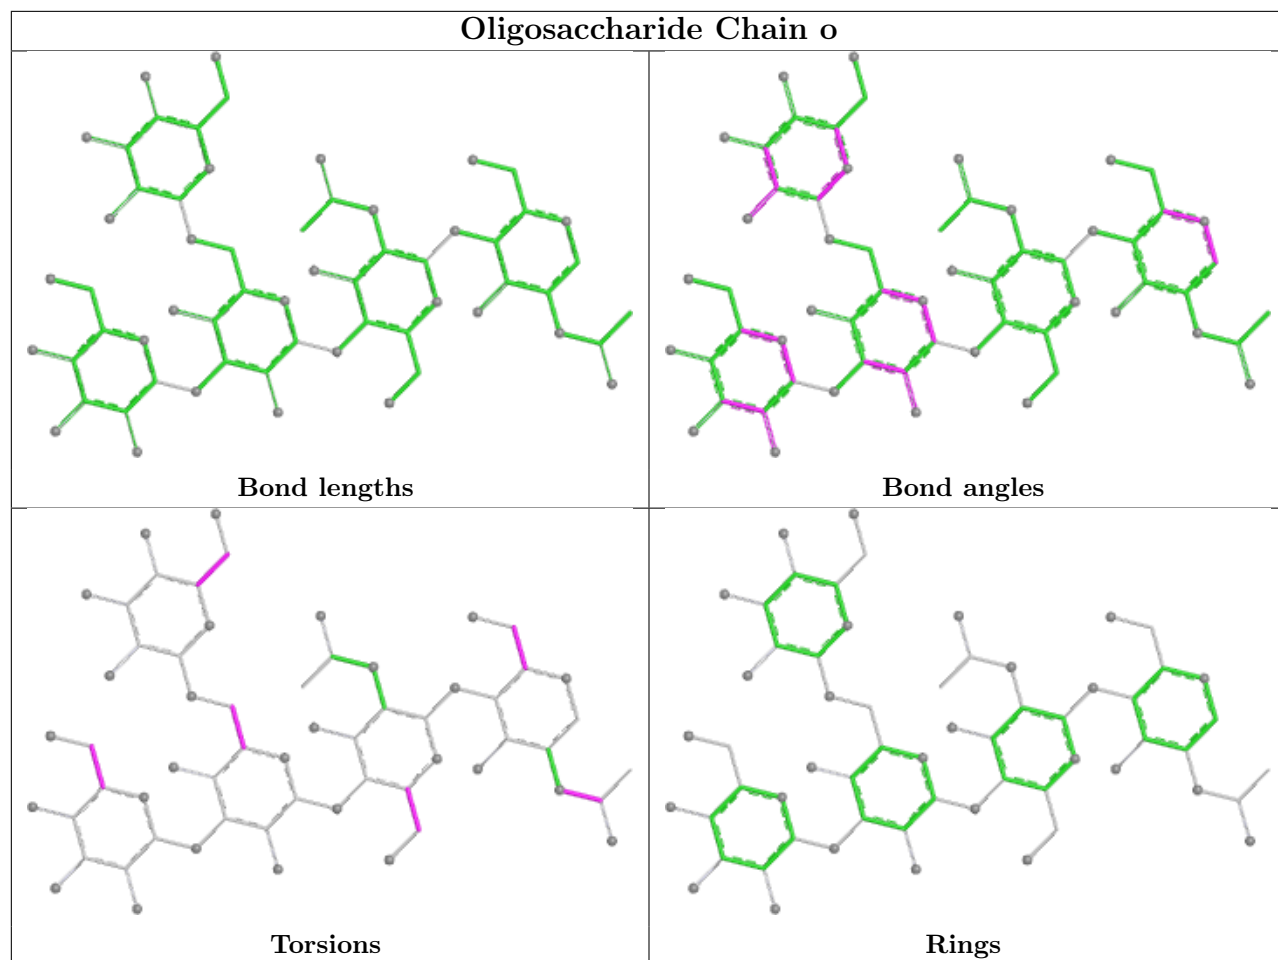 Oligosaccharide Chain o
Bond lengths
Bond angles
Torsions
Rings